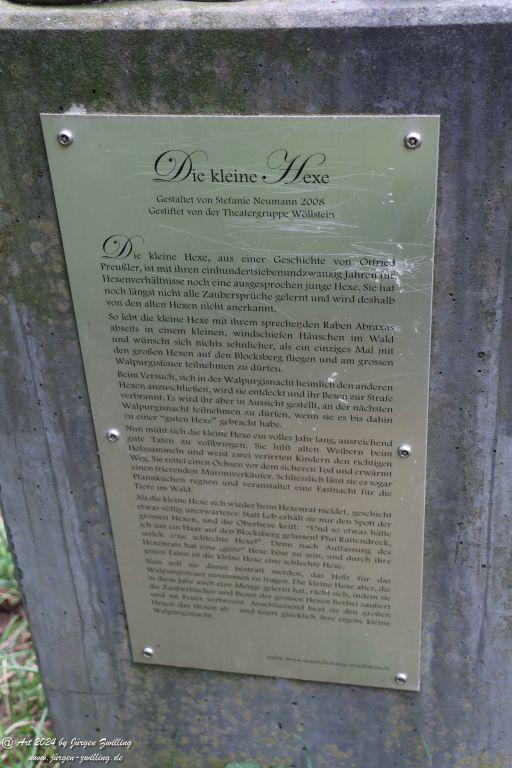 Die kleine Hexe
Gestaltet von Stefanie Neumann 2008
Gestiftet von der Theatergruppe Wöllstein
Die kleine Hexe, aus einer Geschichte von Otfried
Preußler, ist mit ihren einhundertsiebenundzwanzig Jahren für
Hexenverhältnisse noch eine ausgesprochen junge Hexe. Sie hat
noch längst nicht alle Zaubersprüche gelernt und wird deshalb
von den alten Hexen nicht anerkannt.
So lebt die kleine Hexe mit ihrem sprechenden Raben Abraxas
abseits in einem kleinen, windschiefen Häuschen im Wald
und wünscht sich nichts sehnlicher, als ein einziges Mal mit
den großen Hexen auf den Blocksberg fliegen und am grossen
Walpurgisfeuer teilnehmen zu dürfen.
Beim Versuch, sich in der Walpurgisnacht heimlich den anderen
Hexen anzuschließen, wird sie entdeckt und ihr Besen zur Strafe
verbrannt. Es wird ihr aber in Aussicht gestellt, an der nächsten
Walpurgisnacht teilnehmen zu dürfen, wenn sie es bis dahin
zu einer "guten Hexe" gebracht habe.
Nun müht sich die kleine Hexe ein volles Jahr lang, ausreichend
gute Taten zu vollbringen: Sie hilft alten Weibern beim
Holzsammeln und weist zwei verirrten Kindern den richtigen
Weg. Sie rettet einen Ochsen vor dem sicheren Tod und erwärmt
einen frierenden Maroniverkäufer. Schliesslich lässt sie es sogar
Pfannkuchen regnen und veranstaltet eine Fastnacht für die
Tiere im Wald.
Als die kleine Hexe sich wieder beim Hexenrat meldet, geschieht
etwas völlig unerwartetes: Statt Lob erhält sie nur den Spott der
grossen Hexen, und die Oberhexe keift: "Und so etwas hätte
ich um ein Haar auf den Blocksberg gelassen! Pfui Rattendreck,
welch eine schlechte Hexe!". Denn nach Auffassung des
Hexenrats hat eine „gute" Hexe böse zu sein, und durch ihre
guten Taten ist die kleine Hexe eine schlechte Hexe.
Nun soll sie damit bestraft werden, das Holz für das
Walpurgisfeuer zusammen zu tragen. Die kleine Hexe aber, die
in diese Jahr auch eine Menge gelernt hat, rächt sich, indem sie
die Zauberbücher und Besen der grossen Hexen herbei zaubert
und im Feuer verbrennt. Anschliessend hext sie den großen
Hexen das Hexen ab und feiert glücklich ihre eigene kleine
Walpurgisnacht.
@ Art 2024 by Jürgen Zwilling
www.jürgen-zwilling.de